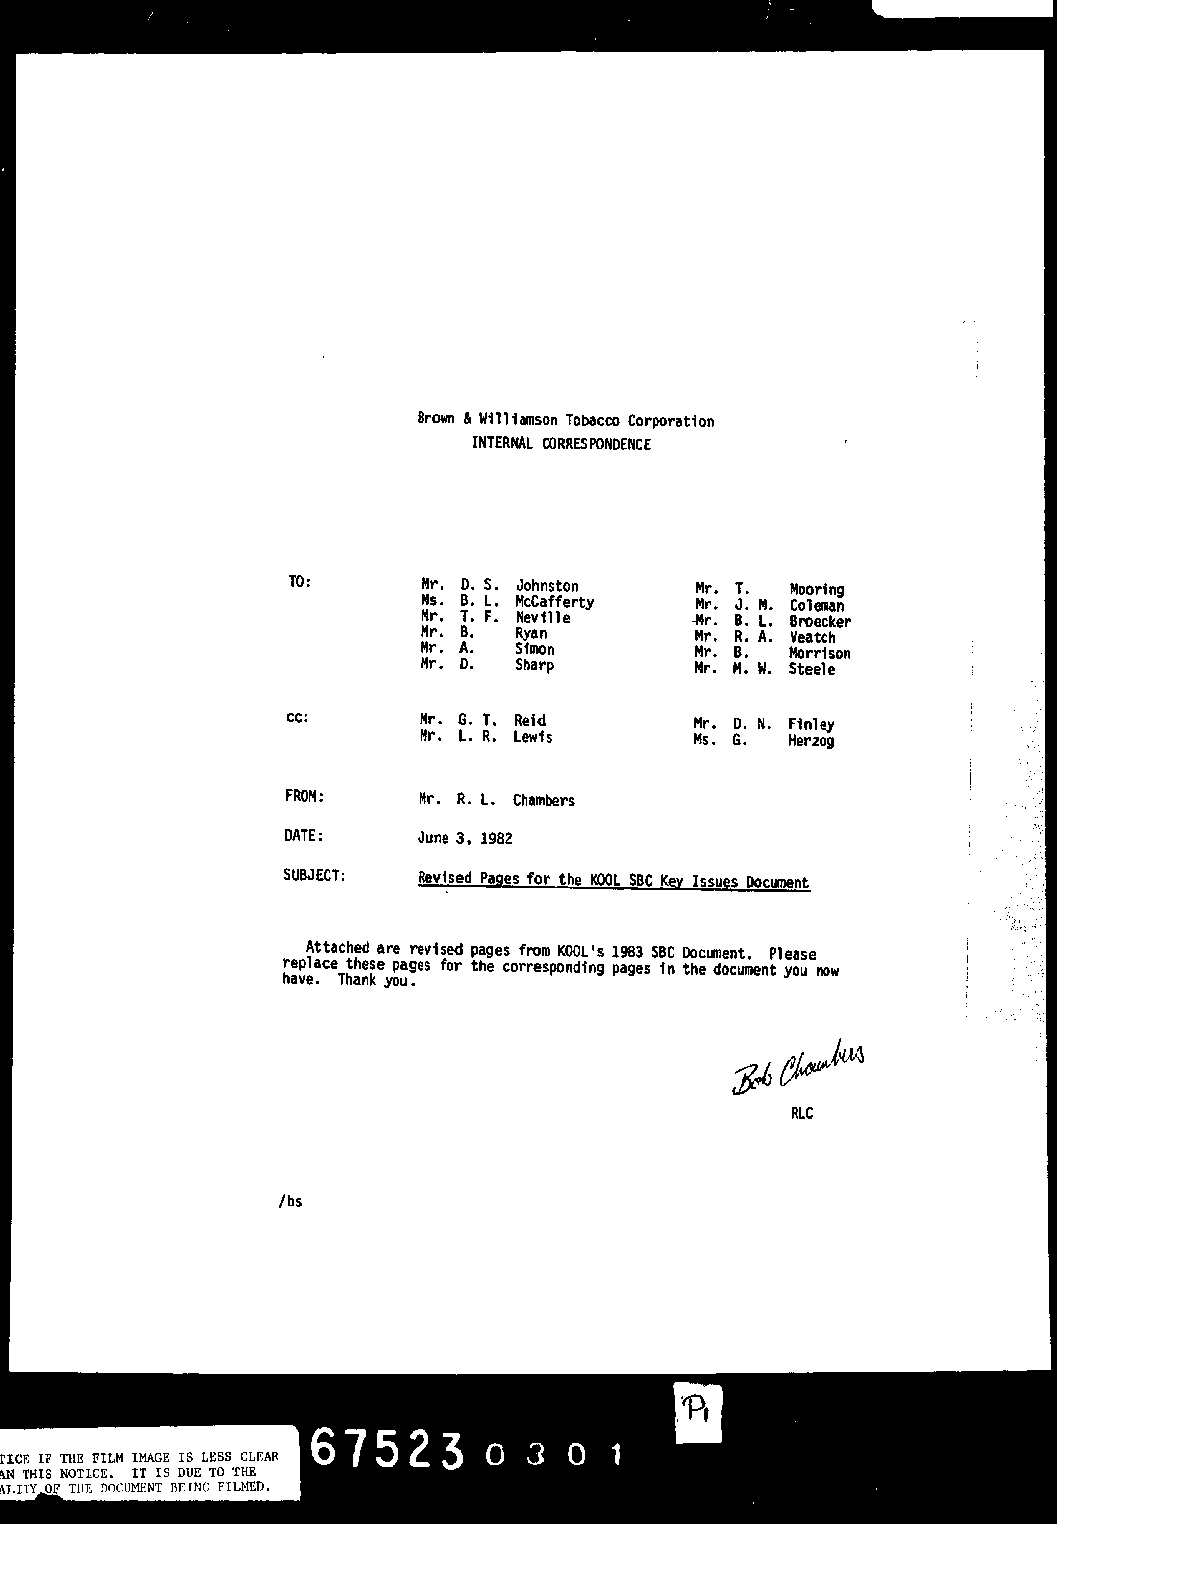 Brown & Williamson Tobacco Corporation
INTERNAL CORRESPONDENCE
TO: Mr. D. S. Johnston Mr. T. Mooring
Ms. B. L. McCafferty Mr. J. M. Coleman
Mr. T. F. Neville Mr. B. L. Broecker
Mr. B. Ryan Mr. R. A. Veatch
Mr. A. Simon Mr. B. Morrison
Mr. D. Sharp Mr. M. W. Steele
CC: Mr. G. T. Reid Mr. D. N. Finley
Mr. L. R. Lewis Ms. G. Herzog
FROM: Mr. R. L. Chambers
DATE: June 3, 1982
SUBJECT: Revised Pages for the KOOL SBC Key Issues Document
Attached are revised pages from KOOL's 1983 SBC Document. Please
replace these pages for the corresponding pages in the document you now
have. Thank you.
Bob Chambers
RLC
/bs
P1
TICE IF THE FILM IMAGE IS LESS CLEAR
AN THIS NOTICE. IT IS DUE TO THE
ALITY OF THE DOCUMENT BEING FILMED.
67523 0301